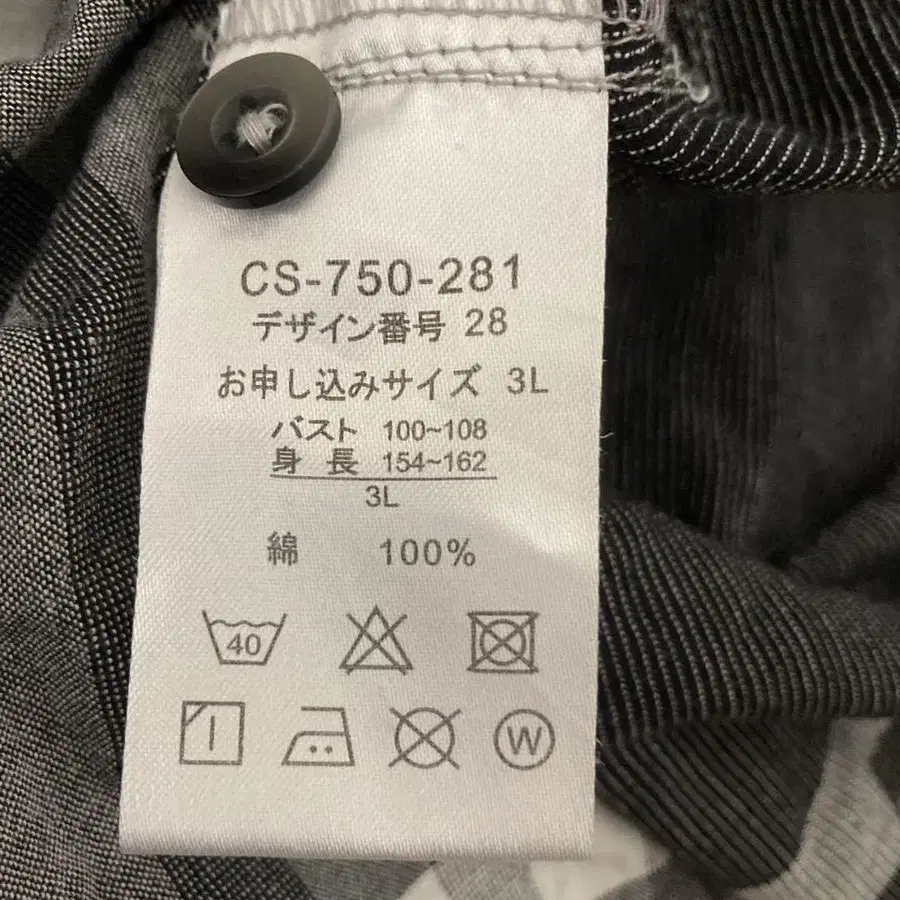 CS-750-281
デザイン番号 28
お申し込みサイズ 3L
バスト 100~108
身 長 154~162
3L
綿 100%
40
W